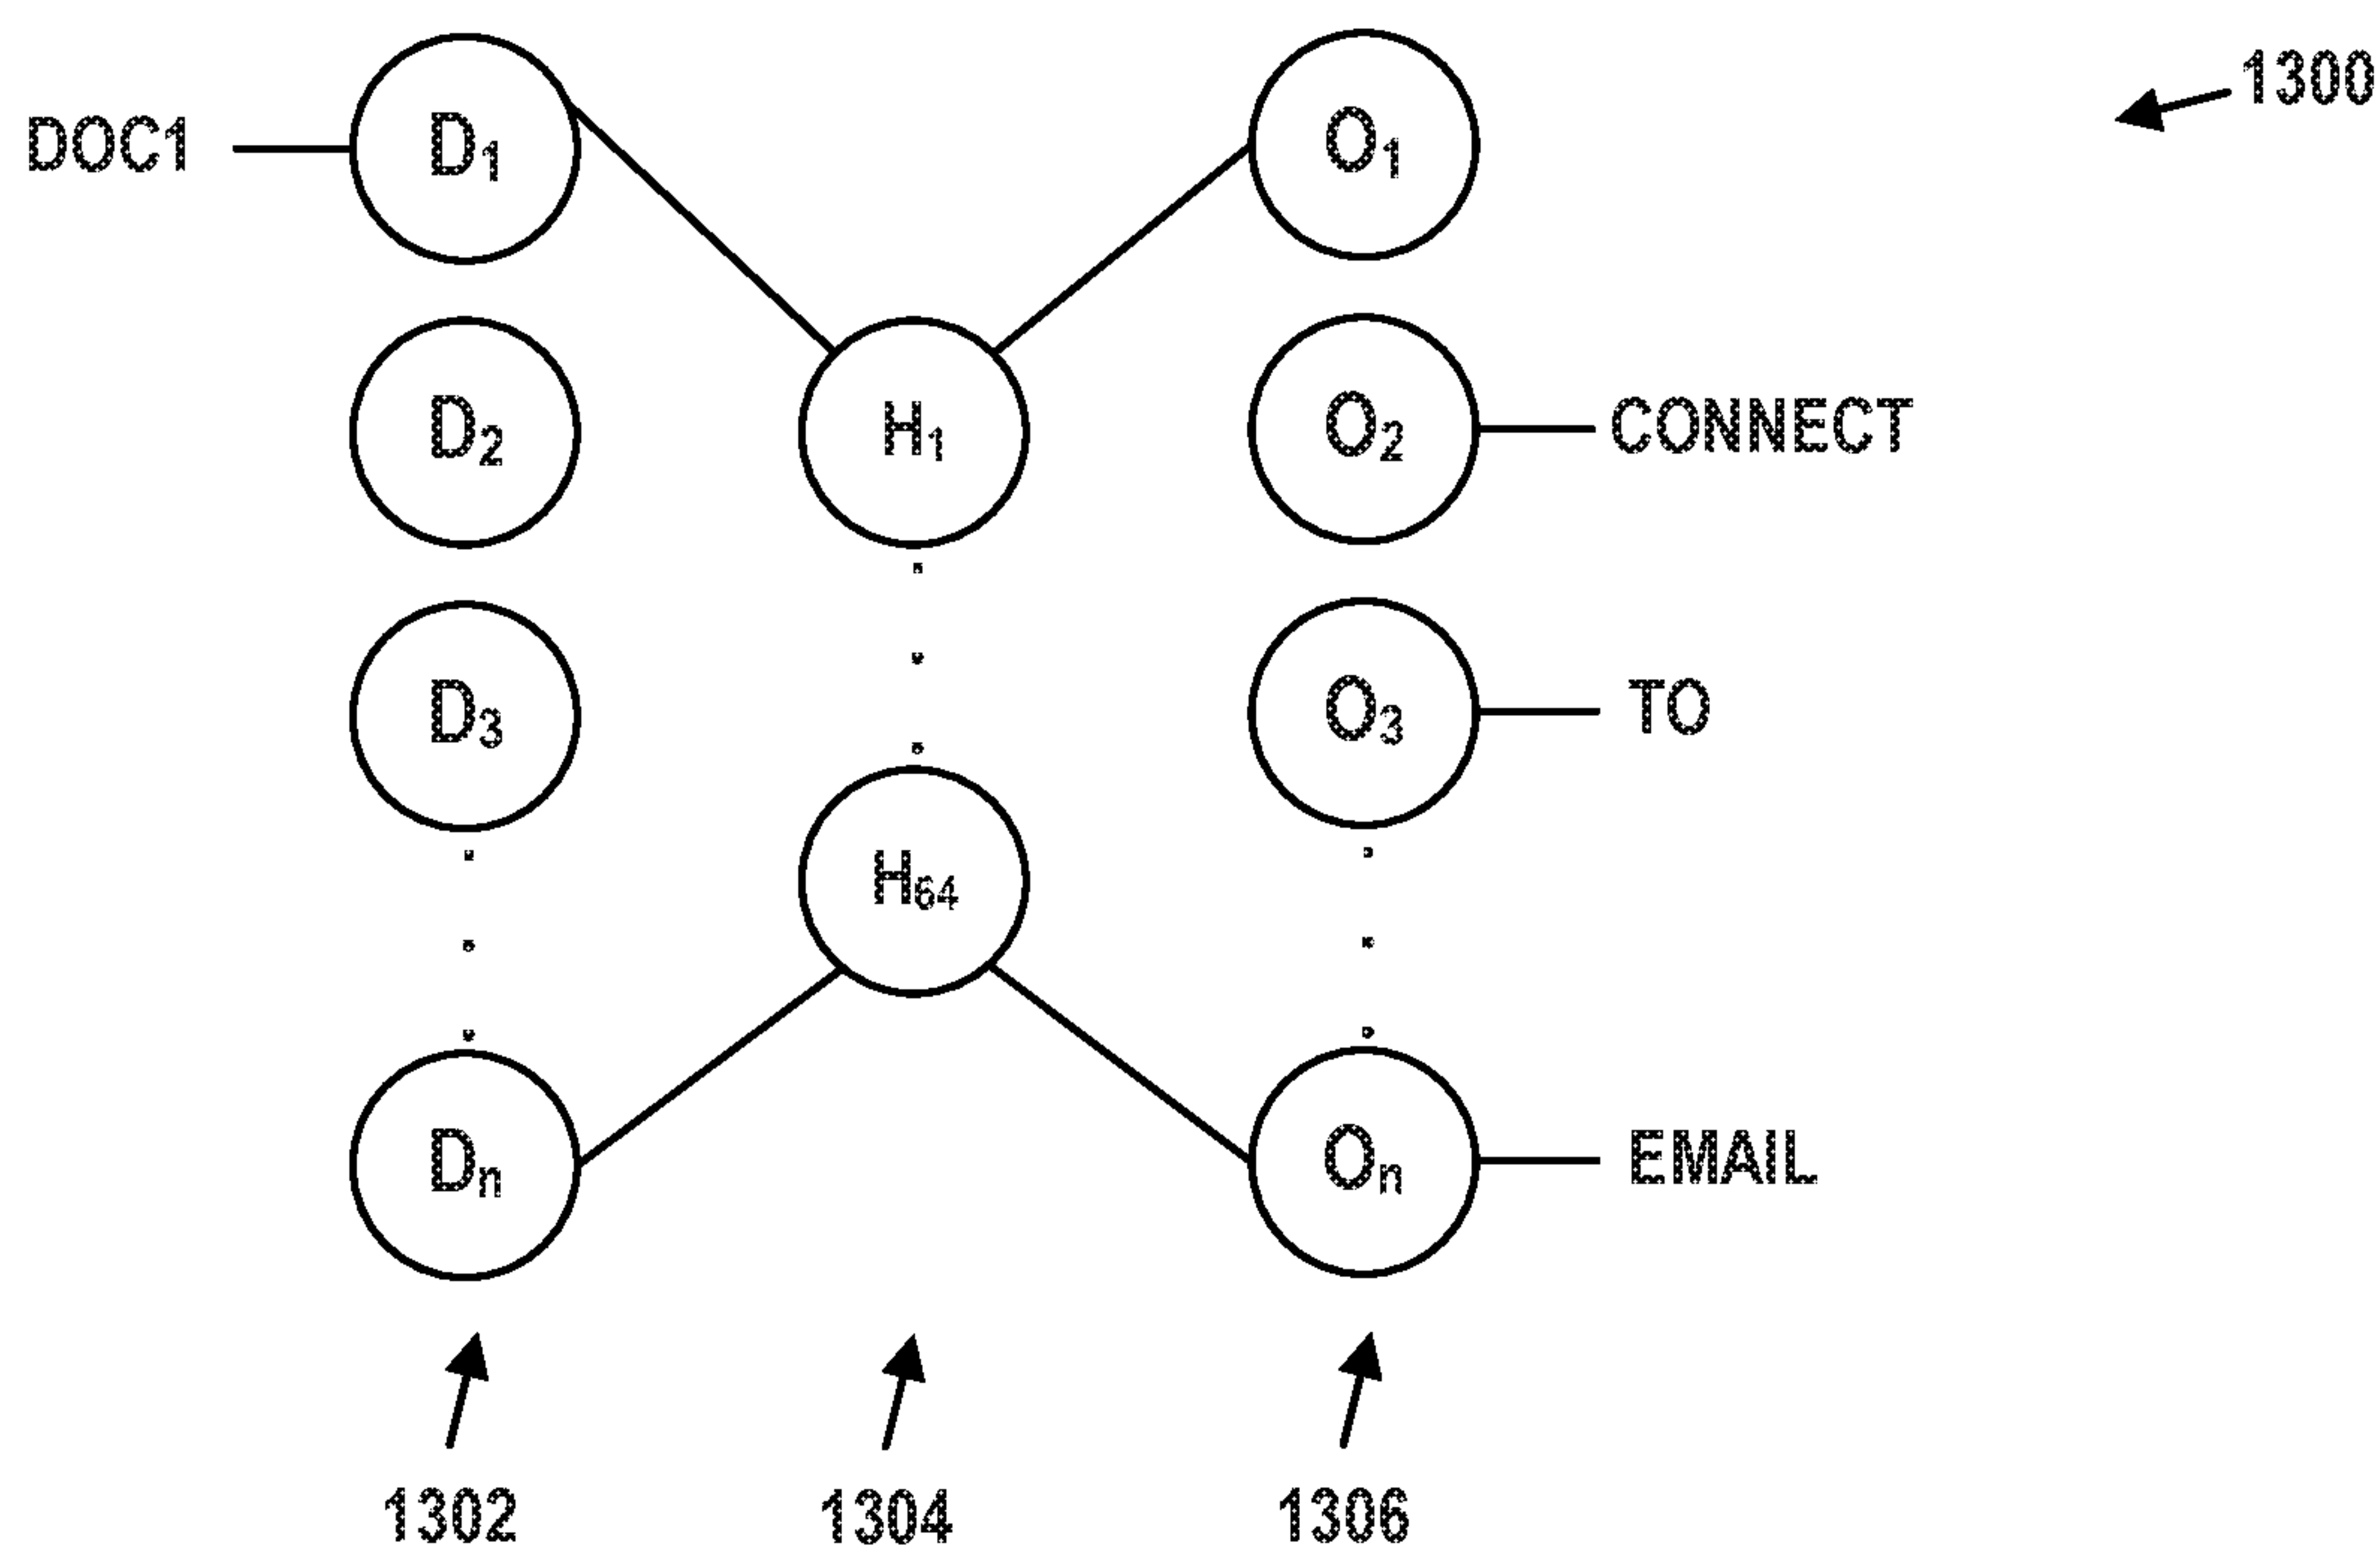 1300
DOC1
D1
O1
D2
H1
O2
CONNECT
D3
O3
TO
H64
Dn
On
EMAIL
1302
1304
1306